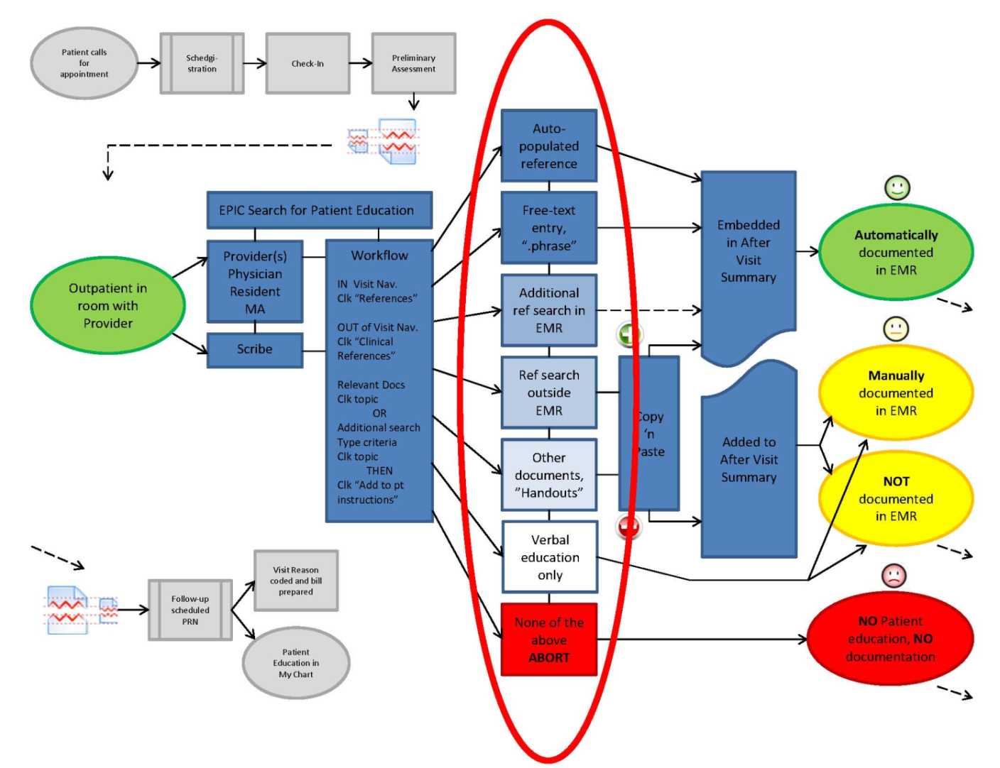 Patient calls
for
appointment
Schedgi-
stration
Check-In
Preliminary
Assessment
EPIC Search for Patient Education
Outpatient in
room with
Provider
Provider(s)
Physician
Resident
MA
Scribe
Workflow
IN Visit Nav.
Clk “References”
OUT of Visit Nav.
Clk “Clinical
References”
Relevant Docs
Clk topic
OR
Additional search
Type criteria
Clk topic
THEN
Clk “Add to pt
instructions”
Auto-
populated
reference
Free-text
entry,
“.phrase”
Additional
ref search in
EMR
Ref search
outside
EMR
Other
documents,
”Handouts”
Verbal
education
only
None of the
above
ABORT
Copy
‘n
Paste
Embedded
in After
Visit
Summary
Added to
After Visit
Summary
Automatically
documented
in EMR
Manually
documented
in EMR
NOT
documented
in EMR
NO Patient
education, NO
documentation
Follow-up
scheduled
PRN
Visit Reason
coded and bill
prepared
Patient
Education in
My Chart